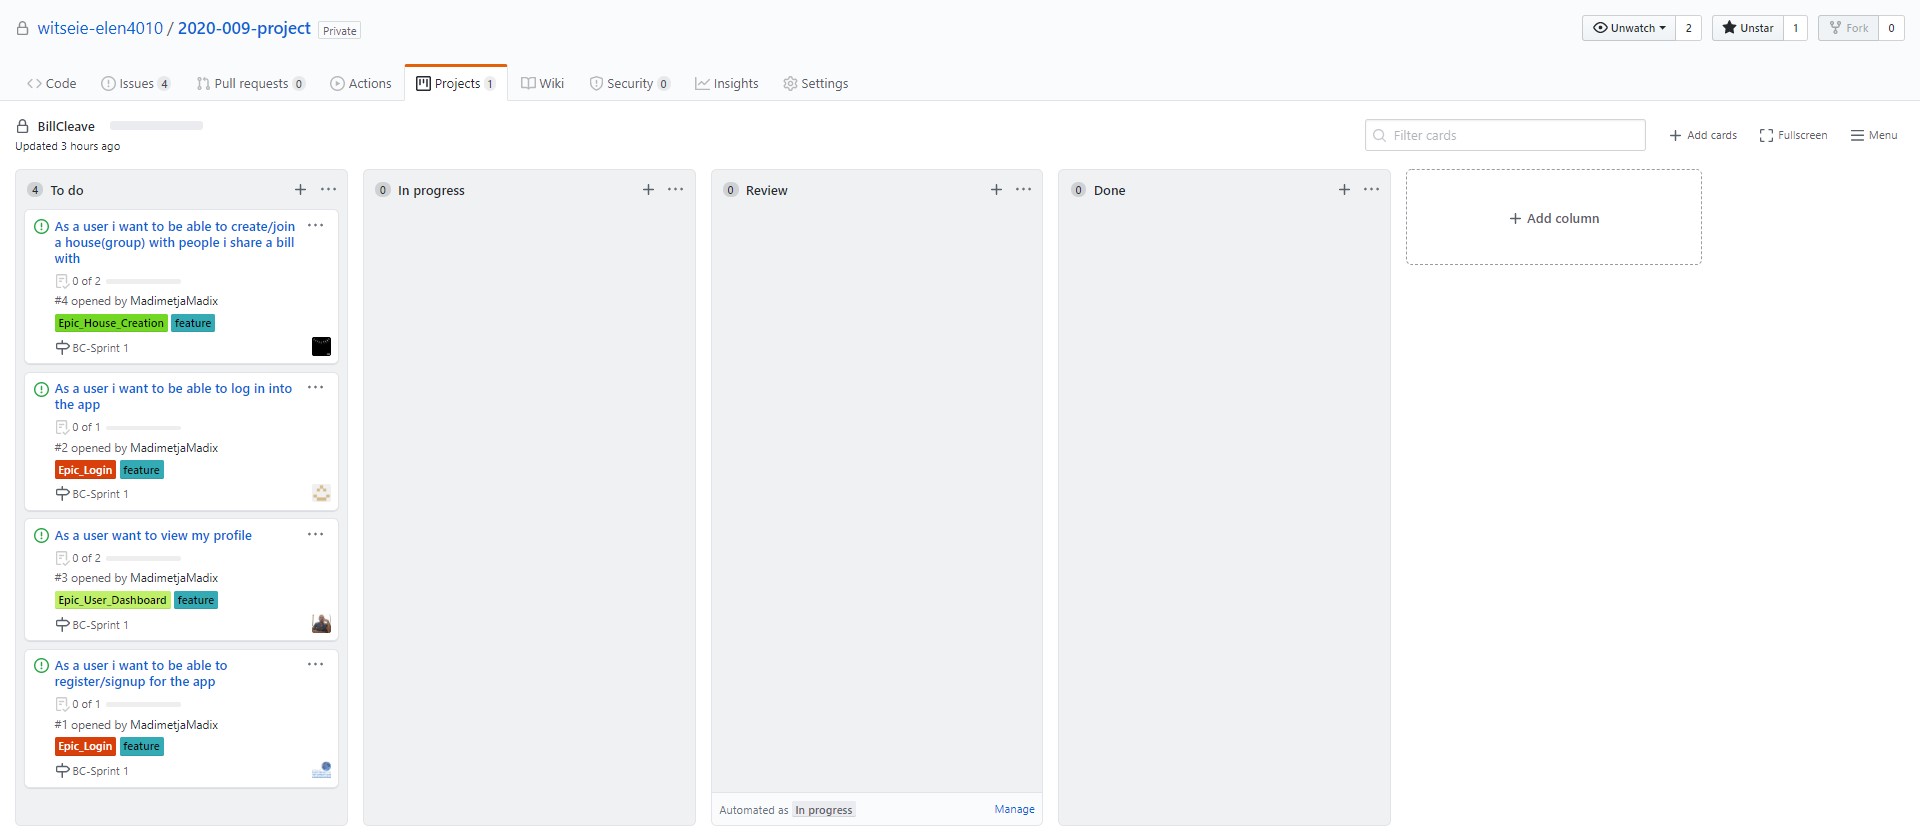 witseie-elen4010 / 2020-009-project Private
Unwatch 2 Unstar 1 Fork 0
Code Issues 4 Pull requests 0 Actions Projects 1 Wiki Security 0 Insights Settings
BillCleave
Updated 3 hours ago
Filter cards
Add cards Fullscreen Menu
4 To do
As a user i want to be able to create/join
a house(group) with people i share a bill
with
0 of 2
#4 opened by MadimetjaMadix
Epic_House_Creation feature
BC-Sprint 1
As a user i want to be able to log in into
the app
0 of 1
#2 opened by MadimetjaMadix
Epic_Login feature
BC-Sprint 1
As a user want to view my profile
0 of 2
#3 opened by MadimetjaMadix
Epic_User_Dashboard feature
BC-Sprint 1
As a user i want to be able to
register/signup for the app
0 of 1
#1 opened by MadimetjaMadix
Epic_Login feature
BC-Sprint 1
0 In progress
0 Review
Automated as In progress Manage
0 Done
+ Add column